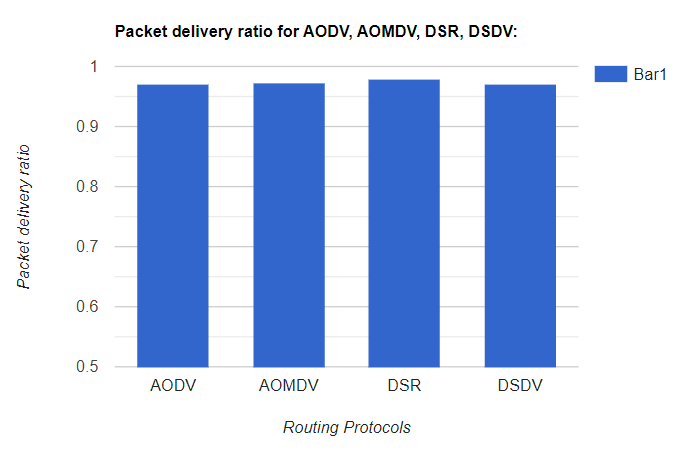 Packet delivery ratio for AODV, AOMDV, DSR, DSDV:
Bar1
Packet delivery ratio
1
0.9
0.8
0.7
0.6
0.5
AODV AOMDV DSR DSDV
Routing Protocols